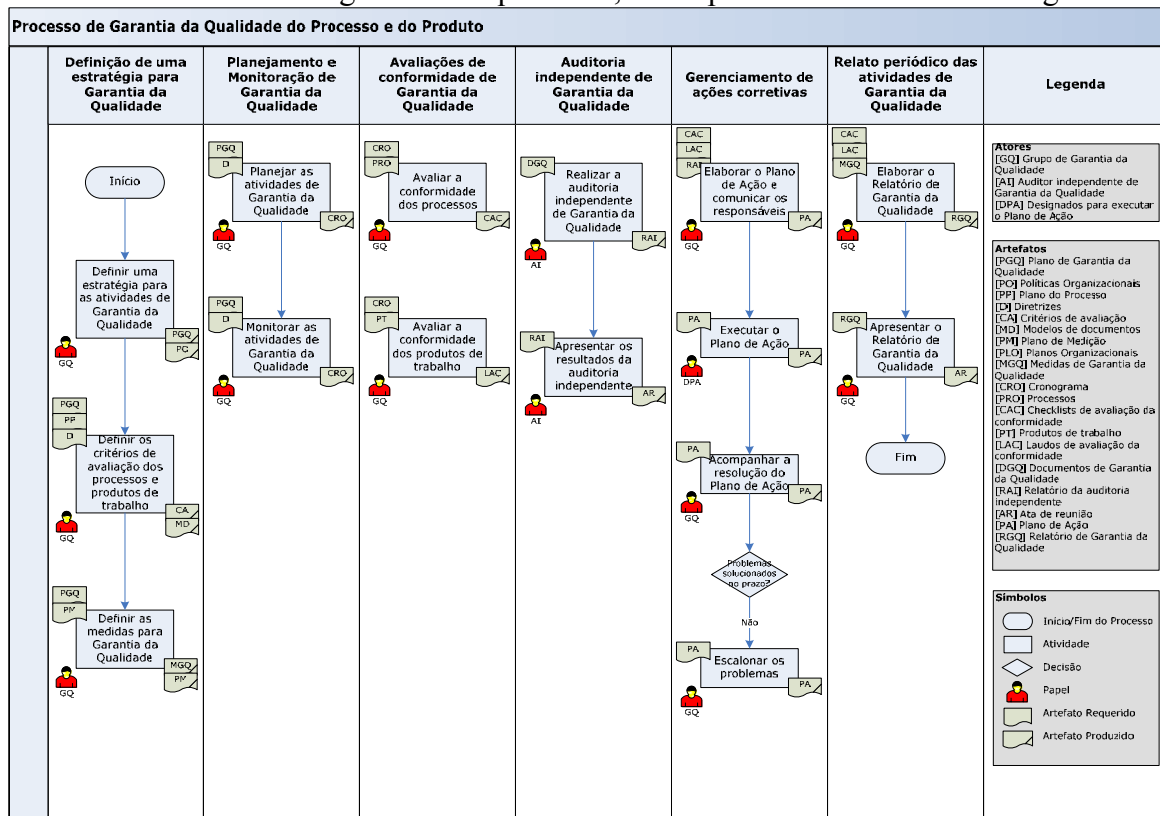 Processo de Garantia da Qualidade do Processo e do Produto
Definição de uma
estratégia para
Garantia da
Qualidade
Planejamento e
Monitoração de
Garantia da
Qualidade
Avaliações de
conformidade de
Garantia da
Qualidade
Auditoria
independente de
Garantia da
Qualidade
Gerenciamento de
ações corretivas
Relato periódico das
atividades de
Garantia da
Qualidade
Legenda
Início
Definir uma
estratégia para
as atividades de
Garantia da
Qualidade
PGQ
GQ
PGQ
PP
D
Definir os
critérios de
avaliação dos
processos e
produtos de
trabalho
CA
MD
GQ
PGQ
PM
Definir as
medidas para
Garantia da
Qualidade
MGQ
PM
GQ
PGQ
D
Planejar as
atividades de
Garantia da
Qualidade
CRO
GQ
PGQ
D
Monitorar as
atividades de
Garantia da
Qualidade
CRO
GQ
CRO
PRO
Avaliar a
conformidade
dos processos
CAC
GQ
CRO
PT
Avaliar a
conformidade
dos produtos de
trabalho
LAC
GQ
DGQ
Realizar a
auditoria
independente
de Garantia da
Qualidade
RAI
AI
RAI
Apresentar os
resultados da
auditoria
independente
AR
AI
CAC
LAC
RAI
Elaborar o Plano
de Ação e
comunicar os
responsáveis
PA
GQ
PA
Executar o
Plano de Ação
PA
DPA
PA
Acompanhar a
resolução do
Plano de Ação
PA
GQ
Problemas
solucionados
no prazo?
Não
PA
Escalonar os
problemas
PA
GQ
CAC
LAC
MGQ
Elaborar o
Relatório de
Garantia da
Qualidade
RGQ
GQ
RGQ
Apresentar o
Relatório de
Garantia da
Qualidade
AR
GQ
Fim
Atores
[GQ] Grupo de Garantia da
Qualidade
[AI] Auditor independente de
Garantia da Qualidade
[DPA] Designados para executar
o Plano de Ação
Artefatos
[PGQ] Plano de Garantia da
Qualidade
[PO] Políticas Organizacionais
[PP] Plano do Processo
[D] Diretrizes
[CA] Critérios de avaliação
[MD] Modelos de documentos
[PM] Plano de Medição
[PLO] Planos Organizacionais
[MGQ] Medidas de Garantia da
Qualidade
[CRO] Cronograma
[PRO] Processos
[CAC] Checklists de avaliação da
conformidade
[PT] Produtos de trabalho
[LAC] Laudos de avaliação da
conformidade
[DGQ] Documentos de Garantia
da Qualidade
[RAI] Relatório da auditoria
independente
[AR] Ata de reunião
[PA] Plano de Ação
[RGQ] Relatório de Garantia da
Qualidade
Símbolos
Início/Fim do Processo
Atividade
Decisão
Papel
Artefato Requerido
Artefato Produzido